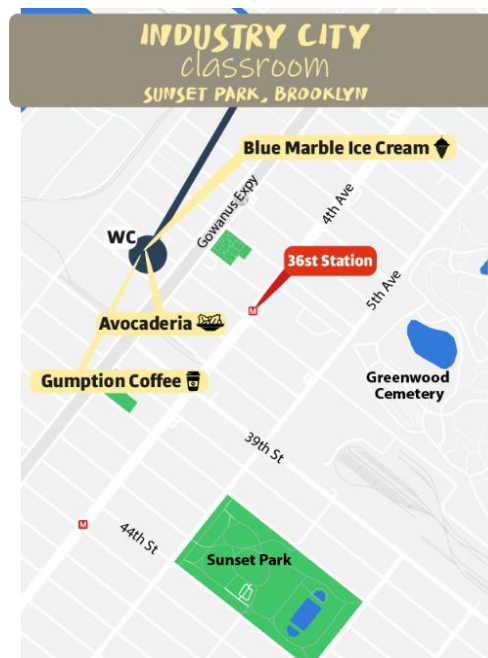 INDUSTRY CITY
classroom
SUNSET PARK, BROOKLYN
Blue Marble Ice Cream
4th Ave
Gowanus Expy
WC
36st Station
5th Ave
Avocaderia
Gumption Coffee
Greenwood
Cemetery
39th St
M
M
44th St
Sunset Park